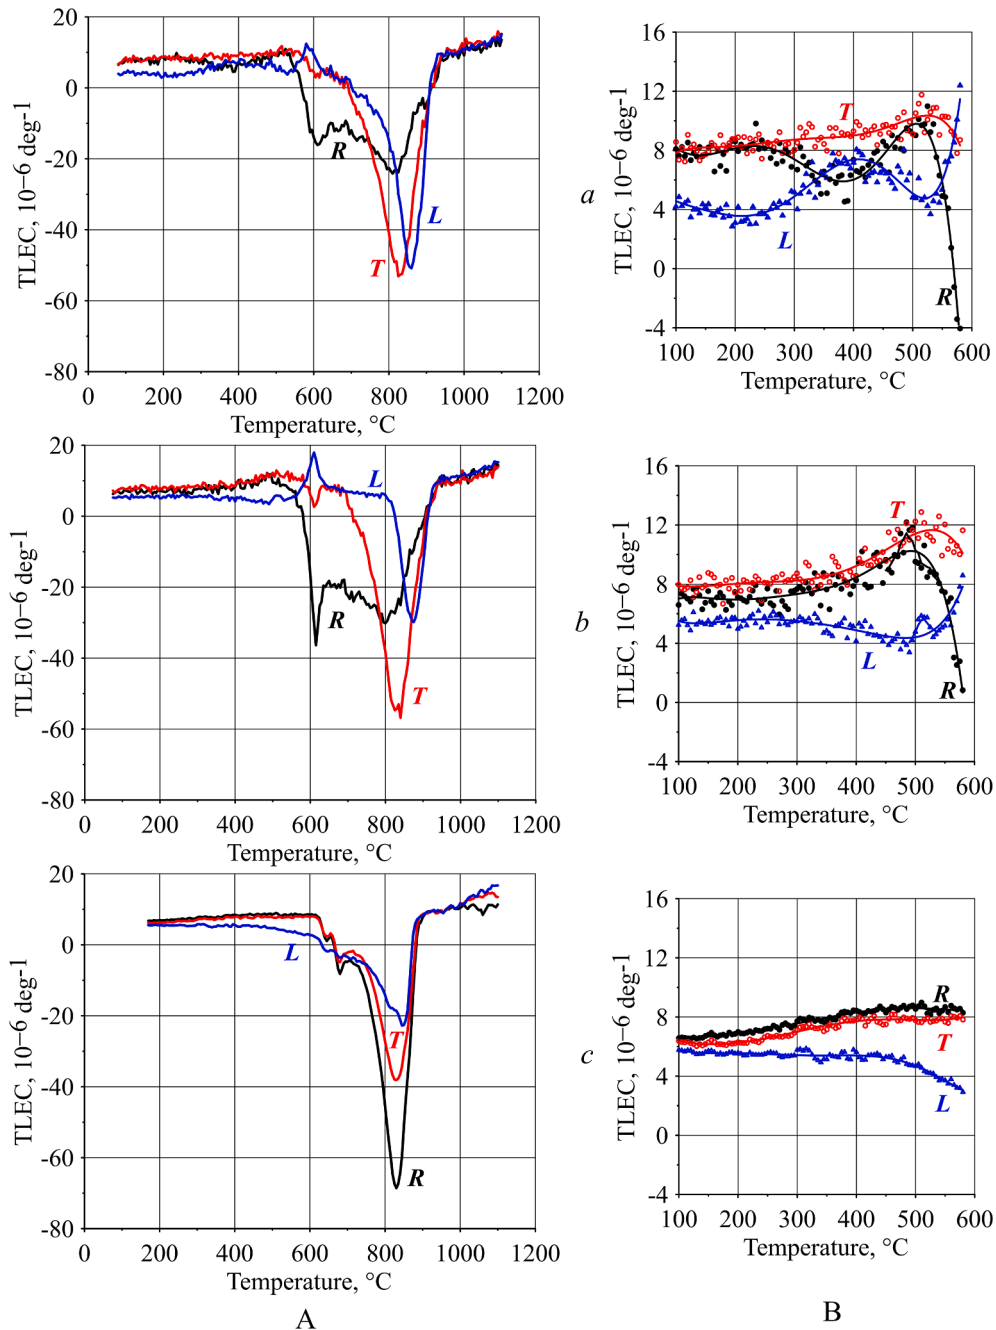 20
0
-20
-40
-60
-80
0 200 400 600 800 1000 1200
TLEC, 10⁻⁶ deg⁻¹
Temperature, °C
R
L
T
a
16
12
8
4
0
-4
100 200 300 400 500 600
TLEC, 10⁻⁶ deg⁻¹
Temperature, °C
T
L
R
20
0
-20
-40
-60
-80
0 200 400 600 800 1000 1200
TLEC, 10⁻⁶ deg⁻¹
Temperature, °C
L
R
T
b
16
12
8
4
0
-4
100 200 300 400 500 600
TLEC, 10⁻⁶ deg⁻¹
Temperature, °C
T
L
R
20
0
-20
-40
-60
-80
0 200 400 600 800 1000 1200
TLEC, 10⁻⁶ deg⁻¹
Temperature, °C
L
T
R
c
16
12
8
4
0
-4
100 200 300 400 500 600
TLEC, 10⁻⁶ deg⁻¹
Temperature, °C
R
T
L
A
B